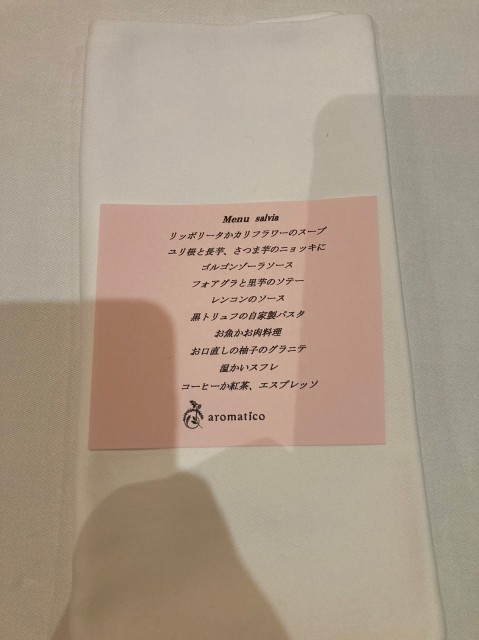 Menu salvia
リッボリータかカリフラワーのスープ
ユリ根と長芋、さつま芋のニョッキに
ゴルゴンゾーラソース
フォアグラと里芋のソテー
レンコンのソース
黒トリュフの自家製パスタ
お魚かお肉料理
お口直しの柚子のグラニテ
温かいスフレ
コーヒーか紅茶、エスプレッソ
aromatico